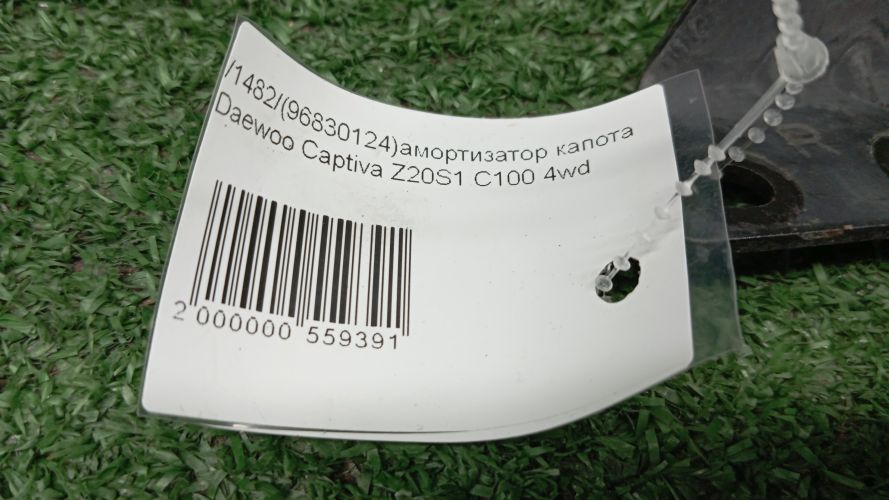 /1482/(96830124)амортизатор капота
Daewoo Captiva Z20S1 C100 4wd
2 000000 559391